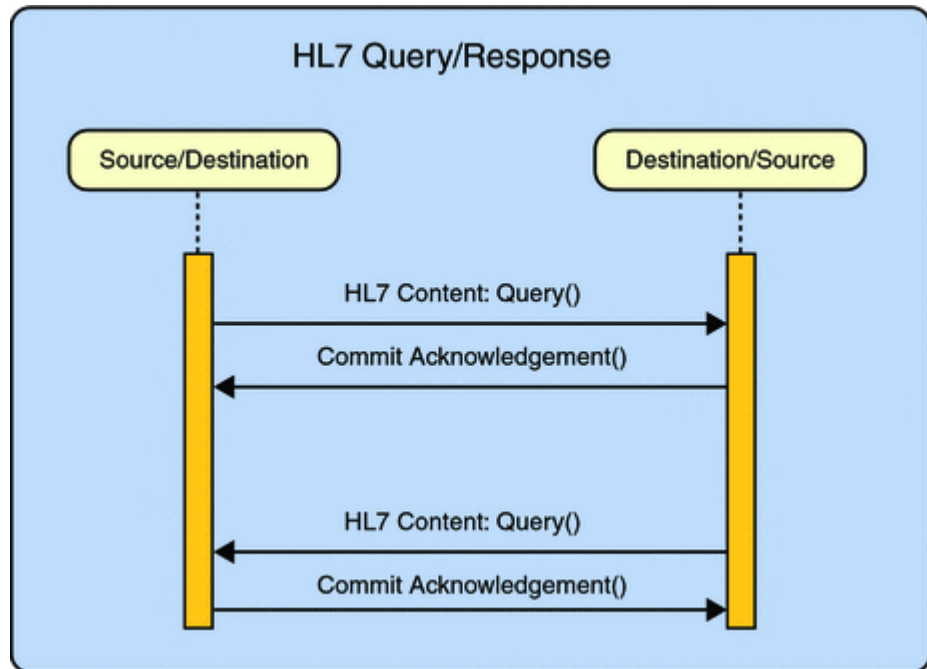 HL7 Query/Response
Source/Destination
Destination/Source
HL7 Content: Query()
Commit Acknowledgement()
HL7 Content: Query()
Commit Acknowledgement()